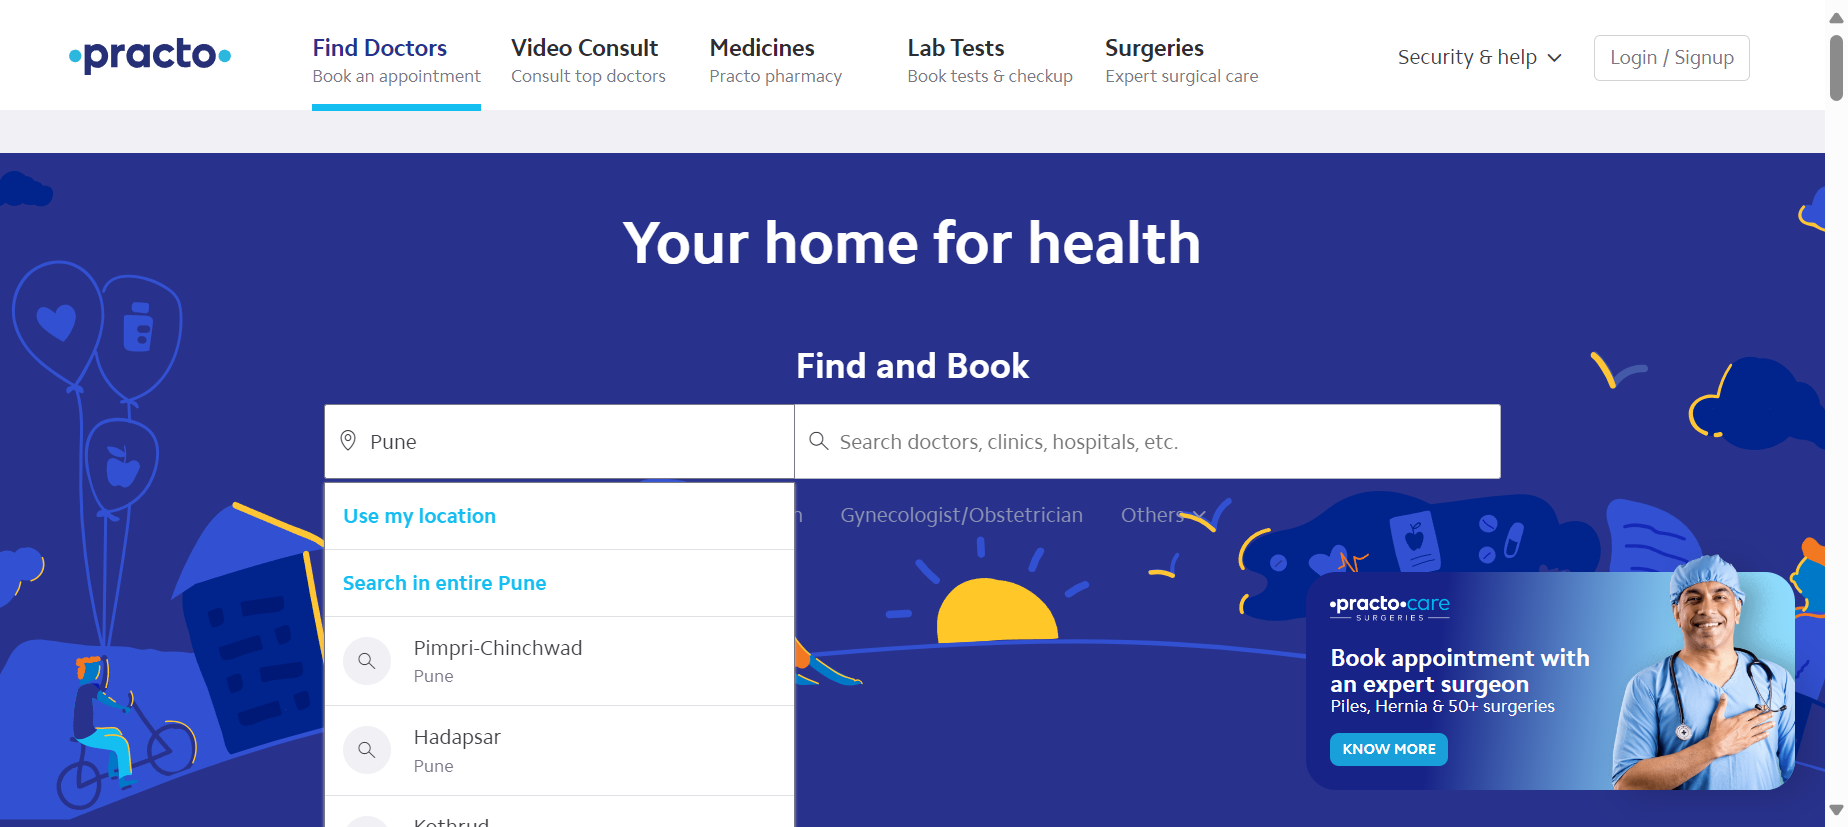 practo
Find Doctors
Book an appointment
Video Consult
Consult top doctors
Medicines
Practo pharmacy
Lab Tests
Book tests & checkup
Surgeries
Expert surgical care
Security & help
Login / Signup
Your home for health
Find and Book
Pune
Search doctors, clinics, hospitals, etc.
Gynecologist/Obstetrician
Others
Use my location
Search in entire Pune
Pimpri-Chinchwad
Pune
Hadapsar
Pune
Kothrud
practo care
SURGERIES
Book appointment with
an expert surgeon
Piles, Hernia & 50+ surgeries
KNOW MORE